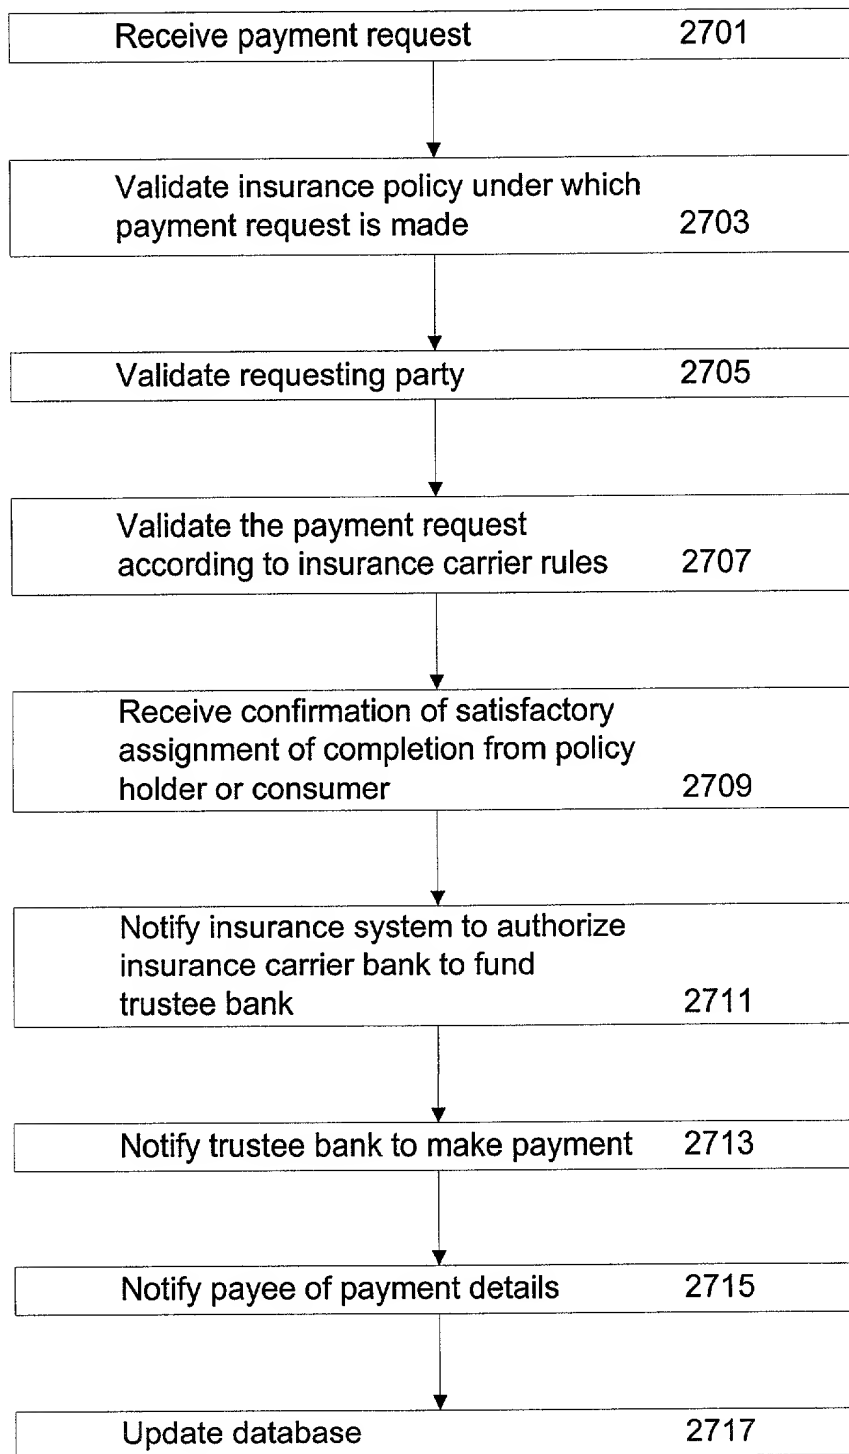 Receive payment request 2701
Validate insurance policy under which
payment request is made 2703
Validate requesting party 2705
Validate the payment request
according to insurance carrier rules 2707
Receive confirmation of satisfactory
assignment of completion from policy
holder or consumer 2709
Notify insurance system to authorize
insurance carrier bank to fund
trustee bank 2711
Notify trustee bank to make payment 2713
Notify payee of payment details 2715
Update database 2717